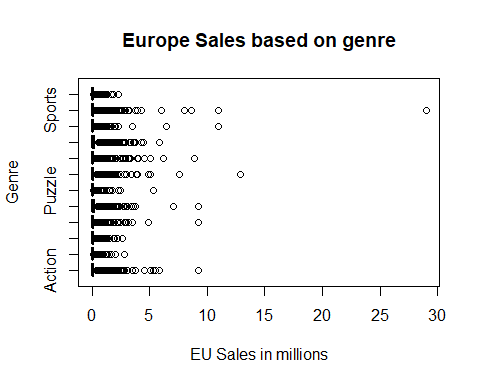 Europe Sales based on genre
Sports
Puzzle
Action
Genre
0 5 10 15 20 25 30
EU Sales in millions